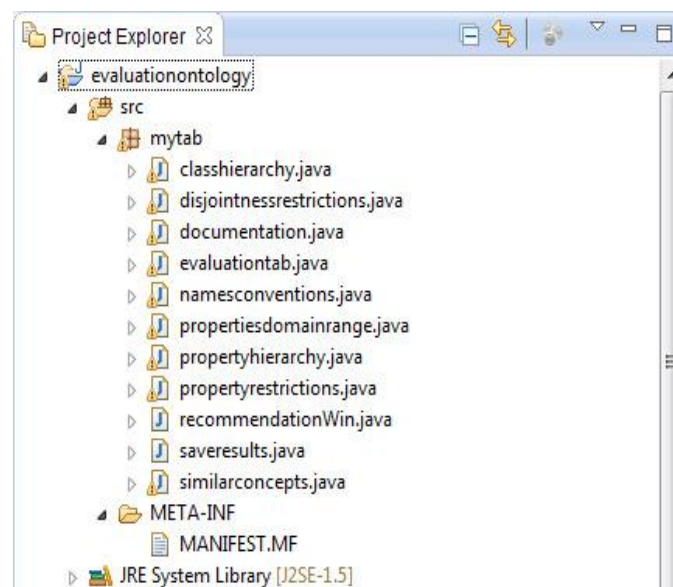 Project Explorer
evaluationontology
src
mytab
classhierarchy.java
disjointnessrestrictions.java
documentation.java
evaluationtab.java
namesconventions.java
propertiesdomainrange.java
propertyhierarchy.java
propertyrestrictions.java
recommendationWin.java
saveresults.java
similarconcepts.java
META-INF
MANIFEST.MF
JRE System Library [J2SE-1.5]